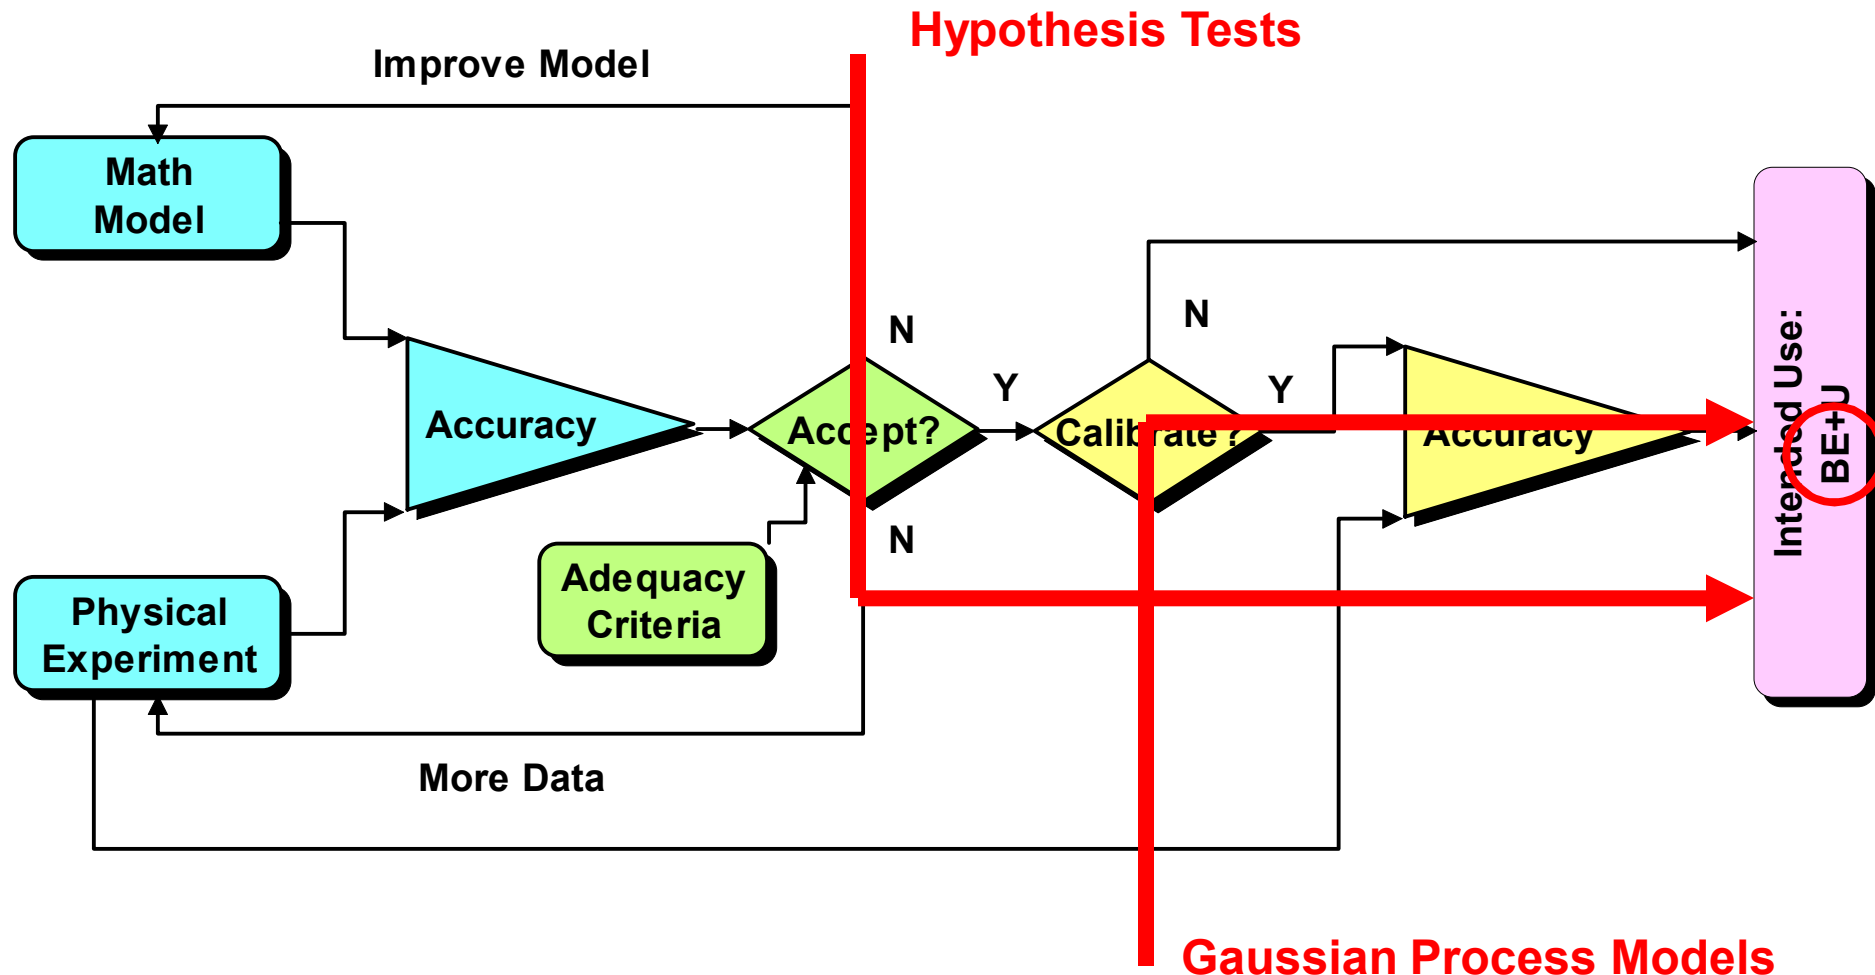 Hypothesis Tests
Improve Model
Math
Model
N
N
Accuracy
Accept?
Y
Calibrate?
Y
Accuracy
Intended Use:
BE+U
N
Adequacy
Criteria
Physical
Experiment
More Data
Gaussian Process Models